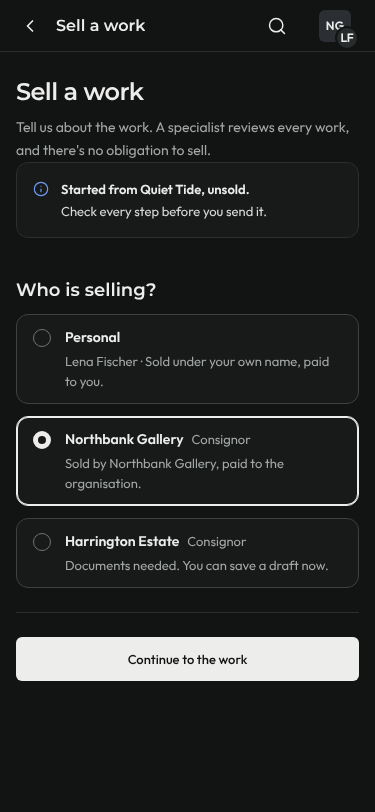 Sell a work
NG
LF
Sell a work
Tell us about the work. A specialist reviews every work,
and there's no obligation to sell.
Started from Quiet Tide, unsold.
Check every step before you send it.
Who is selling?
Personal
Lena Fischer · Sold under your own name, paid
to you.
Northbank Gallery Consignor
Sold by Northbank Gallery, paid to the
organisation.
Harrington Estate Consignor
Documents needed. You can save a draft now.
Continue to the work